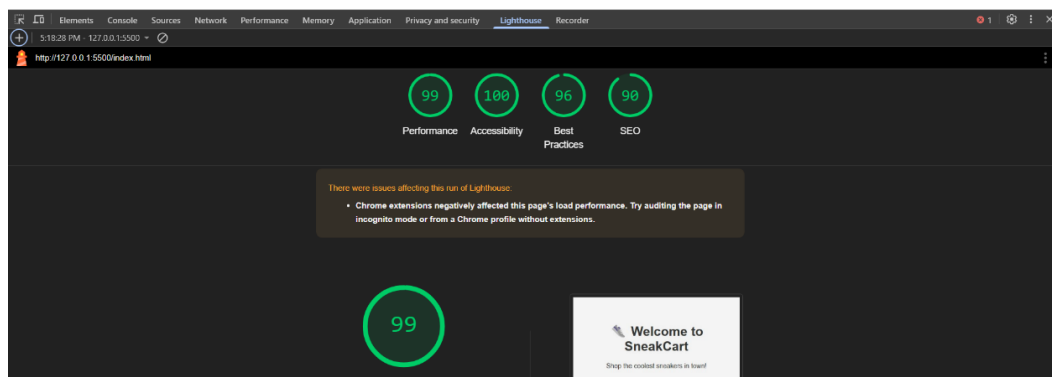 Elements Console Sources Network Performance Memory Application Privacy and security Lighthouse Recorder 1
5:18:28 PM - 127.0.0.1:5500
http://127.0.0.1:5500/index.html
99 100 96 90
Performance Accessibility Best Practices SEO
There were issues affecting this run of Lighthouse:
• Chrome extensions negatively affected this page's load performance. Try auditing the page in
incognito mode or from a Chrome profile without extensions.
99
Welcome to
SneakCart
Shop the coolest sneakers in town!